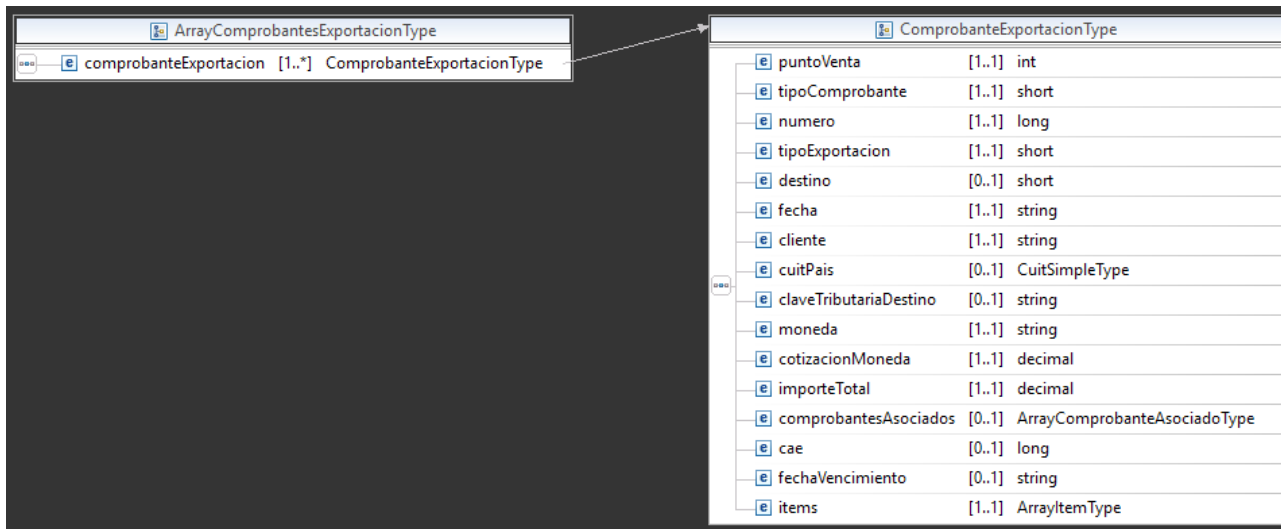 ArrayComprobantesExportacionType
e comprobanteExportacion [1..*] ComprobanteExportacionType
ComprobanteExportacionType
e puntoVenta [1..1] int
e tipoComprobante [1..1] short
e numero [1..1] long
e tipoExportacion [1..1] short
e destino [0..1] short
e fecha [1..1] string
e cliente [1..1] string
e cuitPais [0..1] CuitSimpleType
e claveTributariaDestino [0..1] string
e moneda [1..1] string
e cotizacionMoneda [1..1] decimal
e importeTotal [1..1] decimal
e comprobantesAsociados [0..1] ArrayComprobanteAsociadoType
e cae [0..1] long
e fechaVencimiento [0..1] string
e items [1..1] ArrayItemType